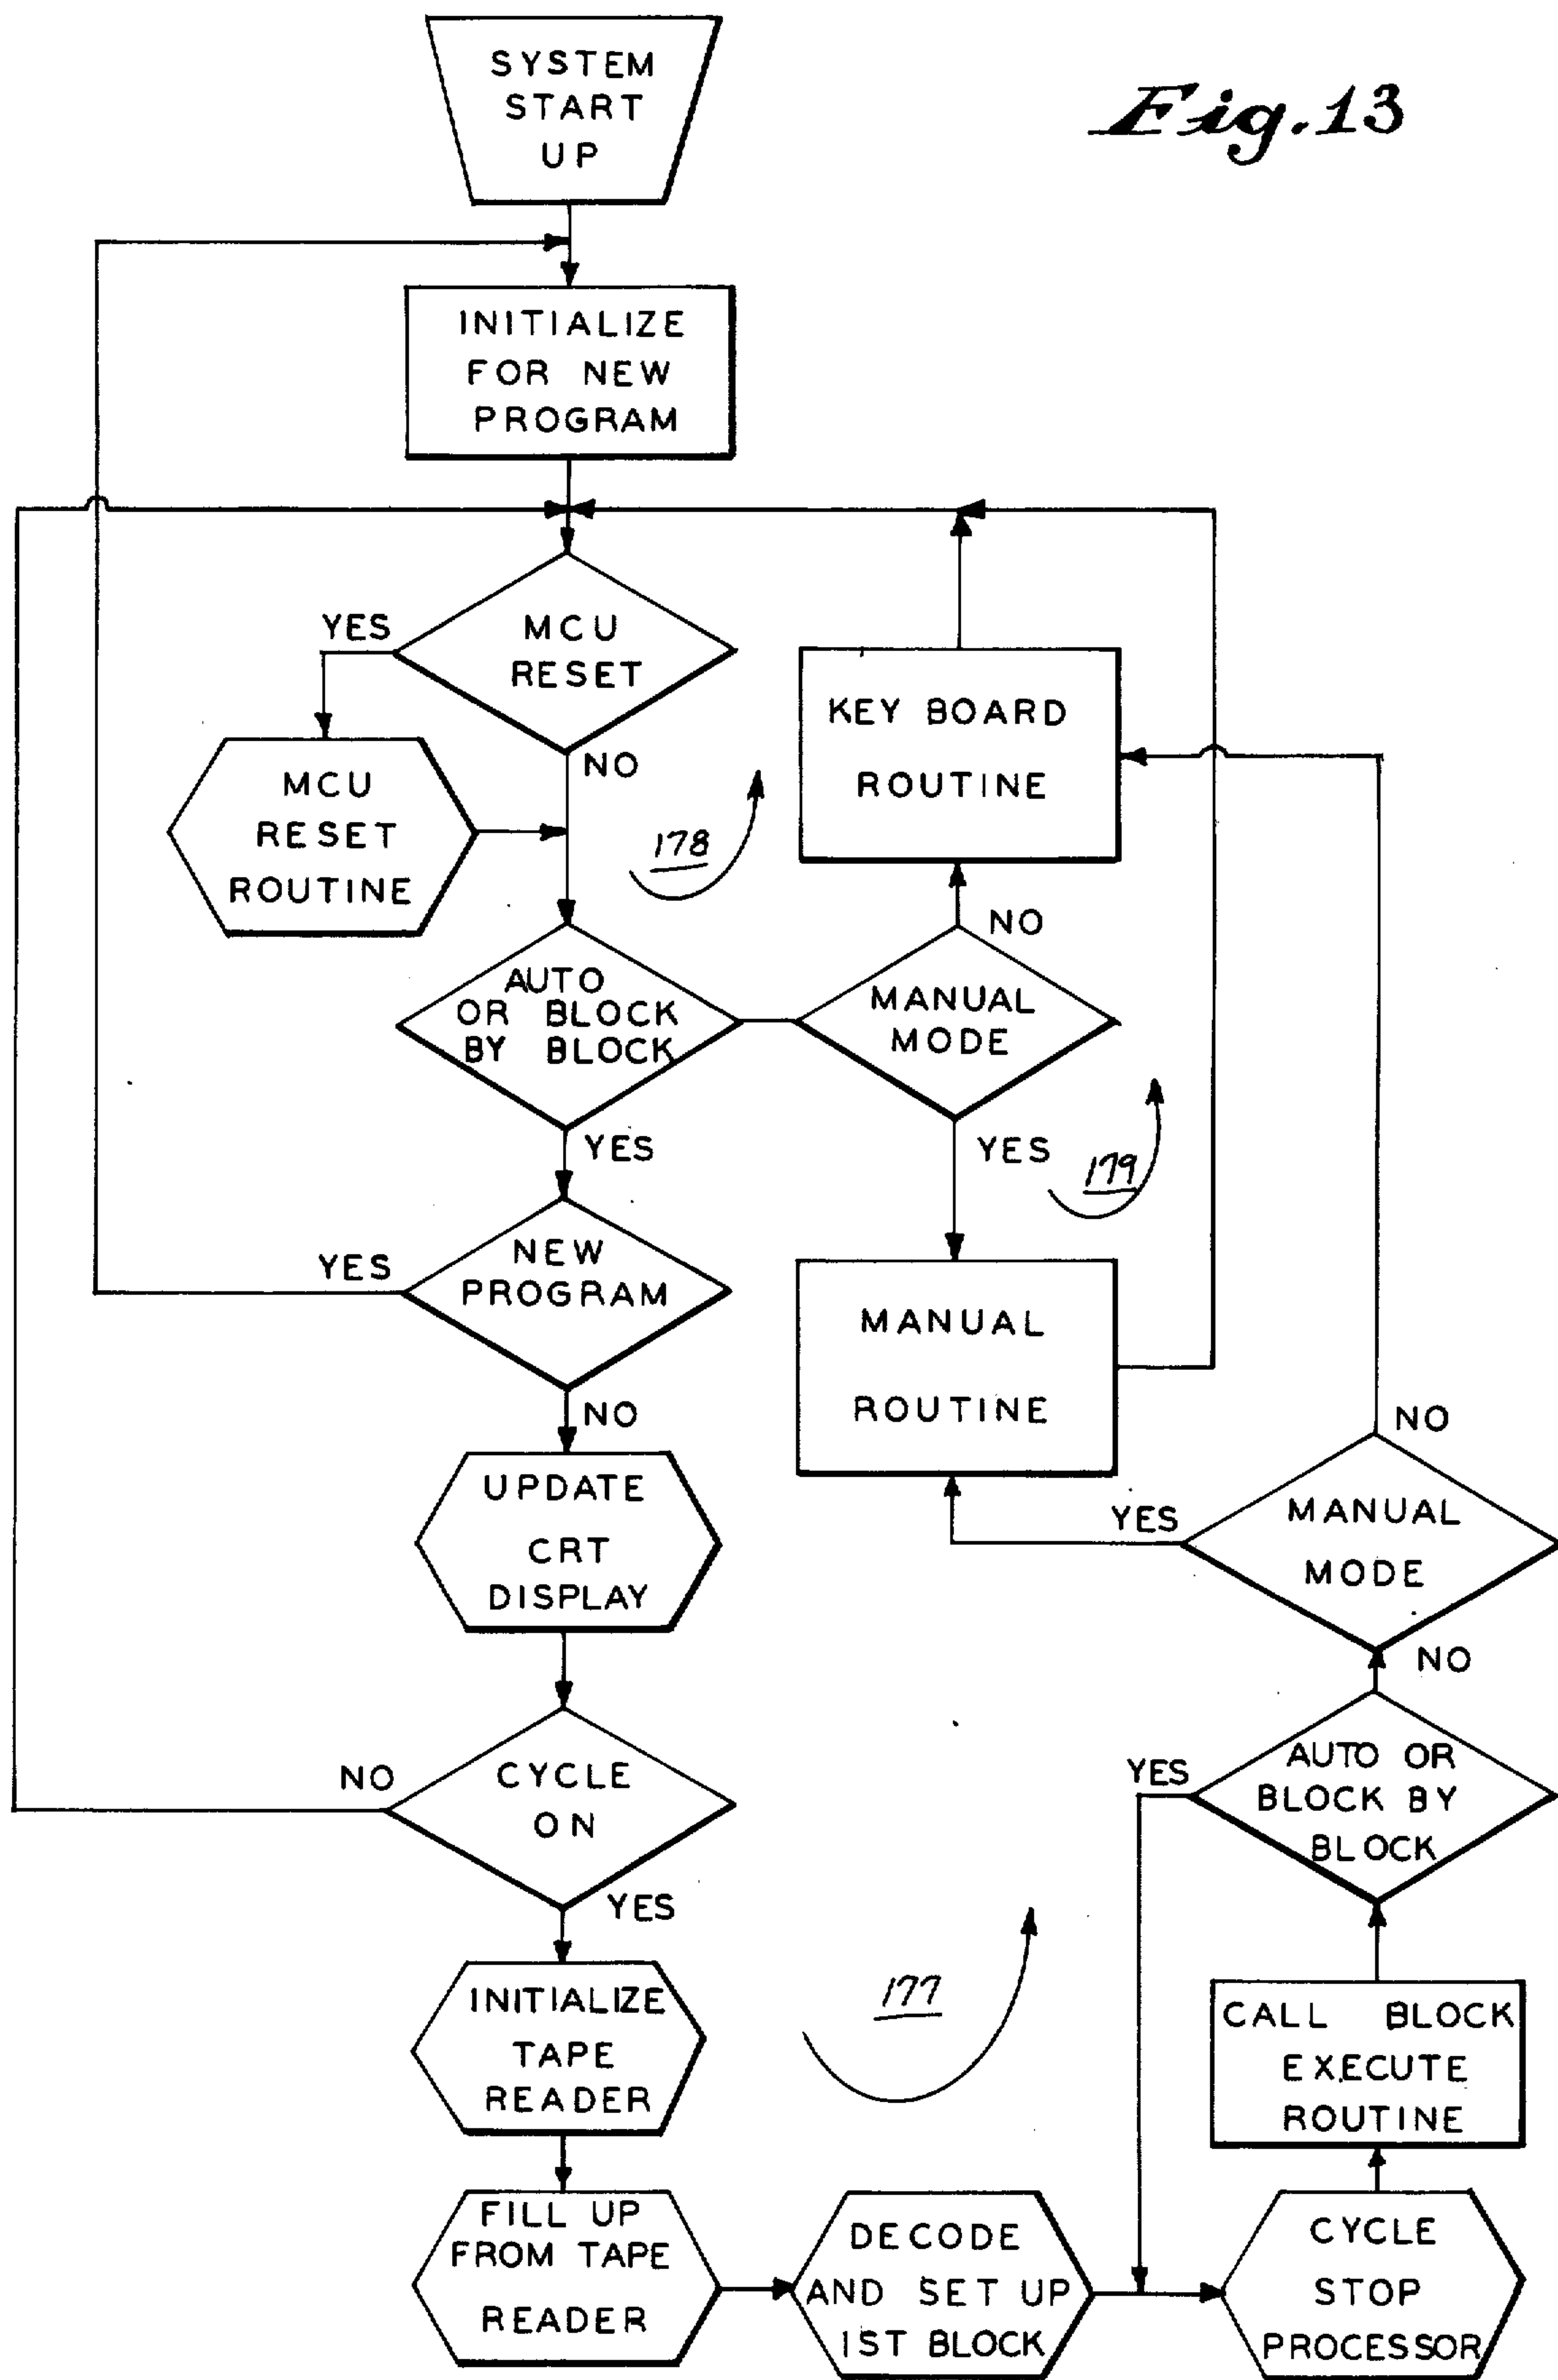 Fig. 13
SYSTEM
START
UP
INITIALIZE
FOR NEW
PROGRAM
MCU
RESET
YES
NO
MCU
RESET
ROUTINE
178
KEY BOARD
ROUTINE
NO
AUTO
OR BLOCK
BY BLOCK
MANUAL
MODE
YES
YES
179
NEW
PROGRAM
YES
NO
MANUAL
ROUTINE
NO
UPDATE
CRT
DISPLAY
YES
MANUAL
MODE
NO
CYCLE
ON
NO
YES
YES
AUTO OR
BLOCK BY
BLOCK
177
INITIALIZE
TAPE
READER
CALL BLOCK
EXECUTE
ROUTINE
FILL UP
FROM TAPE
READER
DECODE
AND SET UP
1ST BLOCK
CYCLE
STOP
PROCESSOR